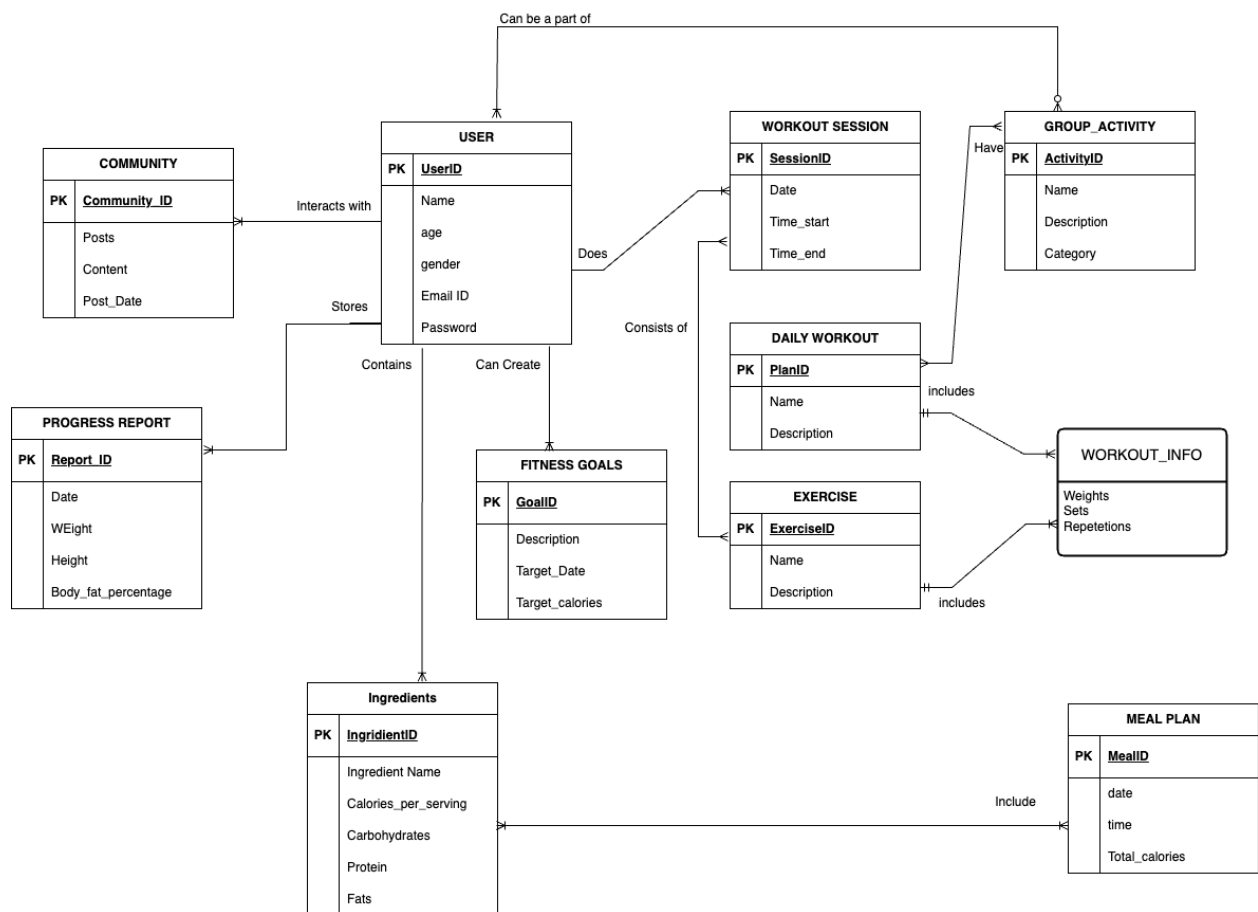 Can be a part of
USER
PK UserID
Name
age
gender
Email ID
Password
WORKOUT SESSION
PK SessionID
Date
Time_start
Time_end
GROUP_ACTIVITY
PK ActivityID
Name
Description
Category
Have
COMMUNITY
PK Community_ID
Posts
Content
Post_Date
Interacts with
Does
Stores
Consists of
Contains
Can Create
DAILY WORKOUT
PK PlanID
Name
Description
includes
PROGRESS REPORT
PK Report_ID
Date
WEight
Height
Body_fat_percentage
FITNESS GOALS
PK GoalID
Description
Target_Date
Target_calories
EXERCISE
PK ExerciseID
Name
Description
includes
WORKOUT_INFO
Weights
Sets
Repetetions
Ingredients
PK IngridientID
Ingredient Name
Calories_per_serving
Carbohydrates
Protein
Fats
Include
MEAL PLAN
PK MealID
date
time
Total_calories